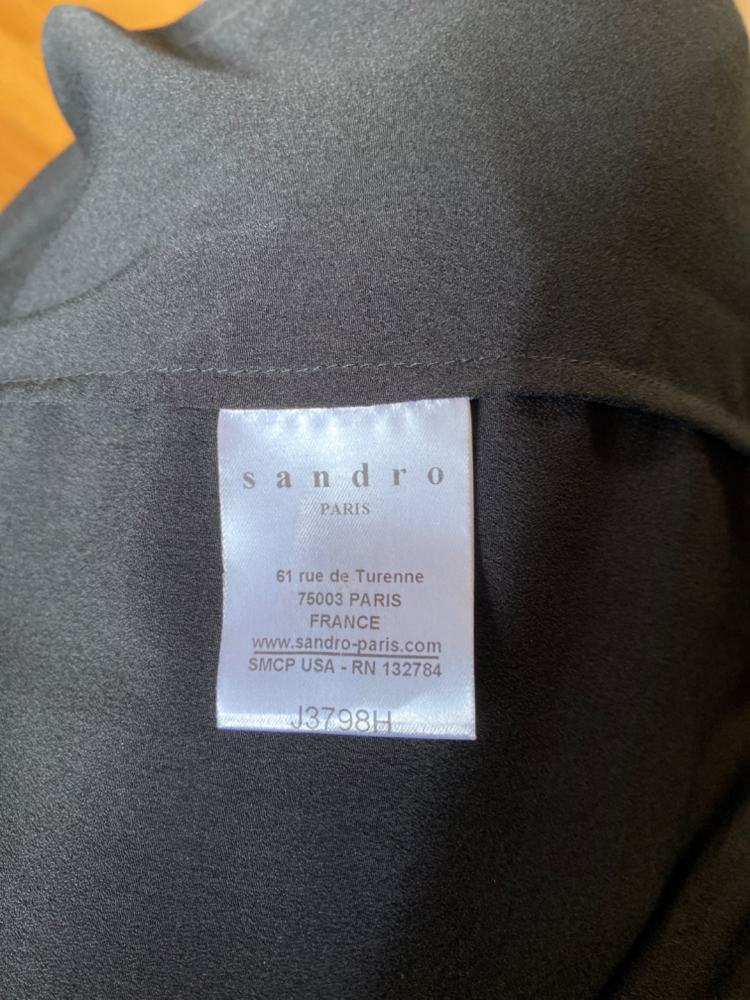 sandro
PARIS
61 rue de Turenne
75003 PARIS
FRANCE
www.sandro-paris.com
SMCP USA - RN 132784
J3798H